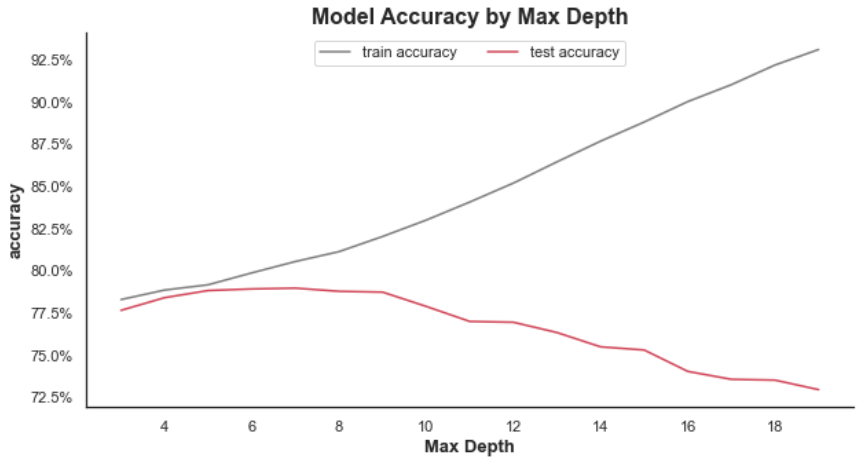 Model Accuracy by Max Depth
train accuracy test accuracy
92.5%
90.0%
87.5%
85.0%
82.5%
80.0%
77.5%
75.0%
72.5%
accuracy
4 6 8 10 12 14 16 18
Max Depth